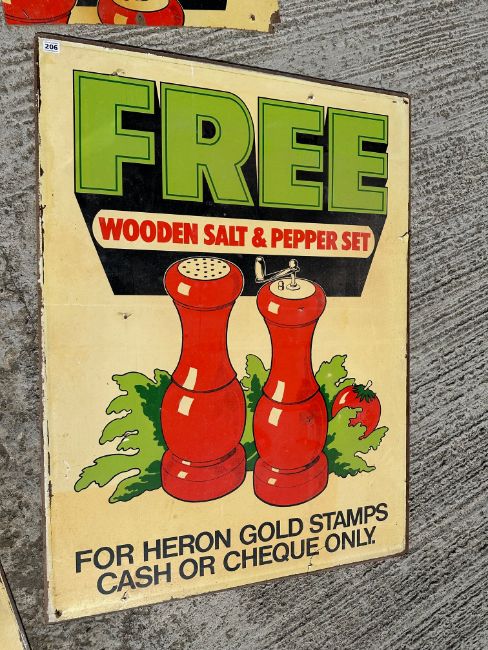 206
FREE
WOODEN SALT & PEPPER SET
FOR HERON GOLD STAMPS
CASH OR CHEQUE ONLY.